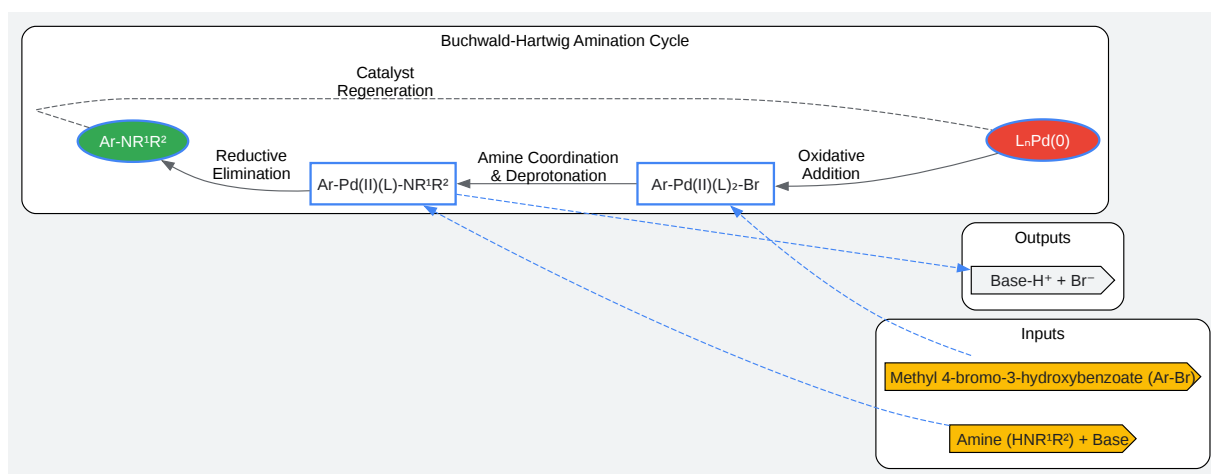 Buchwald-Hartwig Amination Cycle
Catalyst
Regeneration
Ar-NR¹R²
LₙPd(0)
Reductive
Elimination
Amine Coordination
& Deprotonation
Oxidative
Addition
Ar-Pd(II)(L)-NR¹R²
Ar-Pd(II)(L)₂-Br
Outputs
Base-H⁺ + Br⁻
Inputs
Methyl 4-bromo-3-hydroxybenzoate (Ar-Br)
Amine (HNR¹R²) + Base